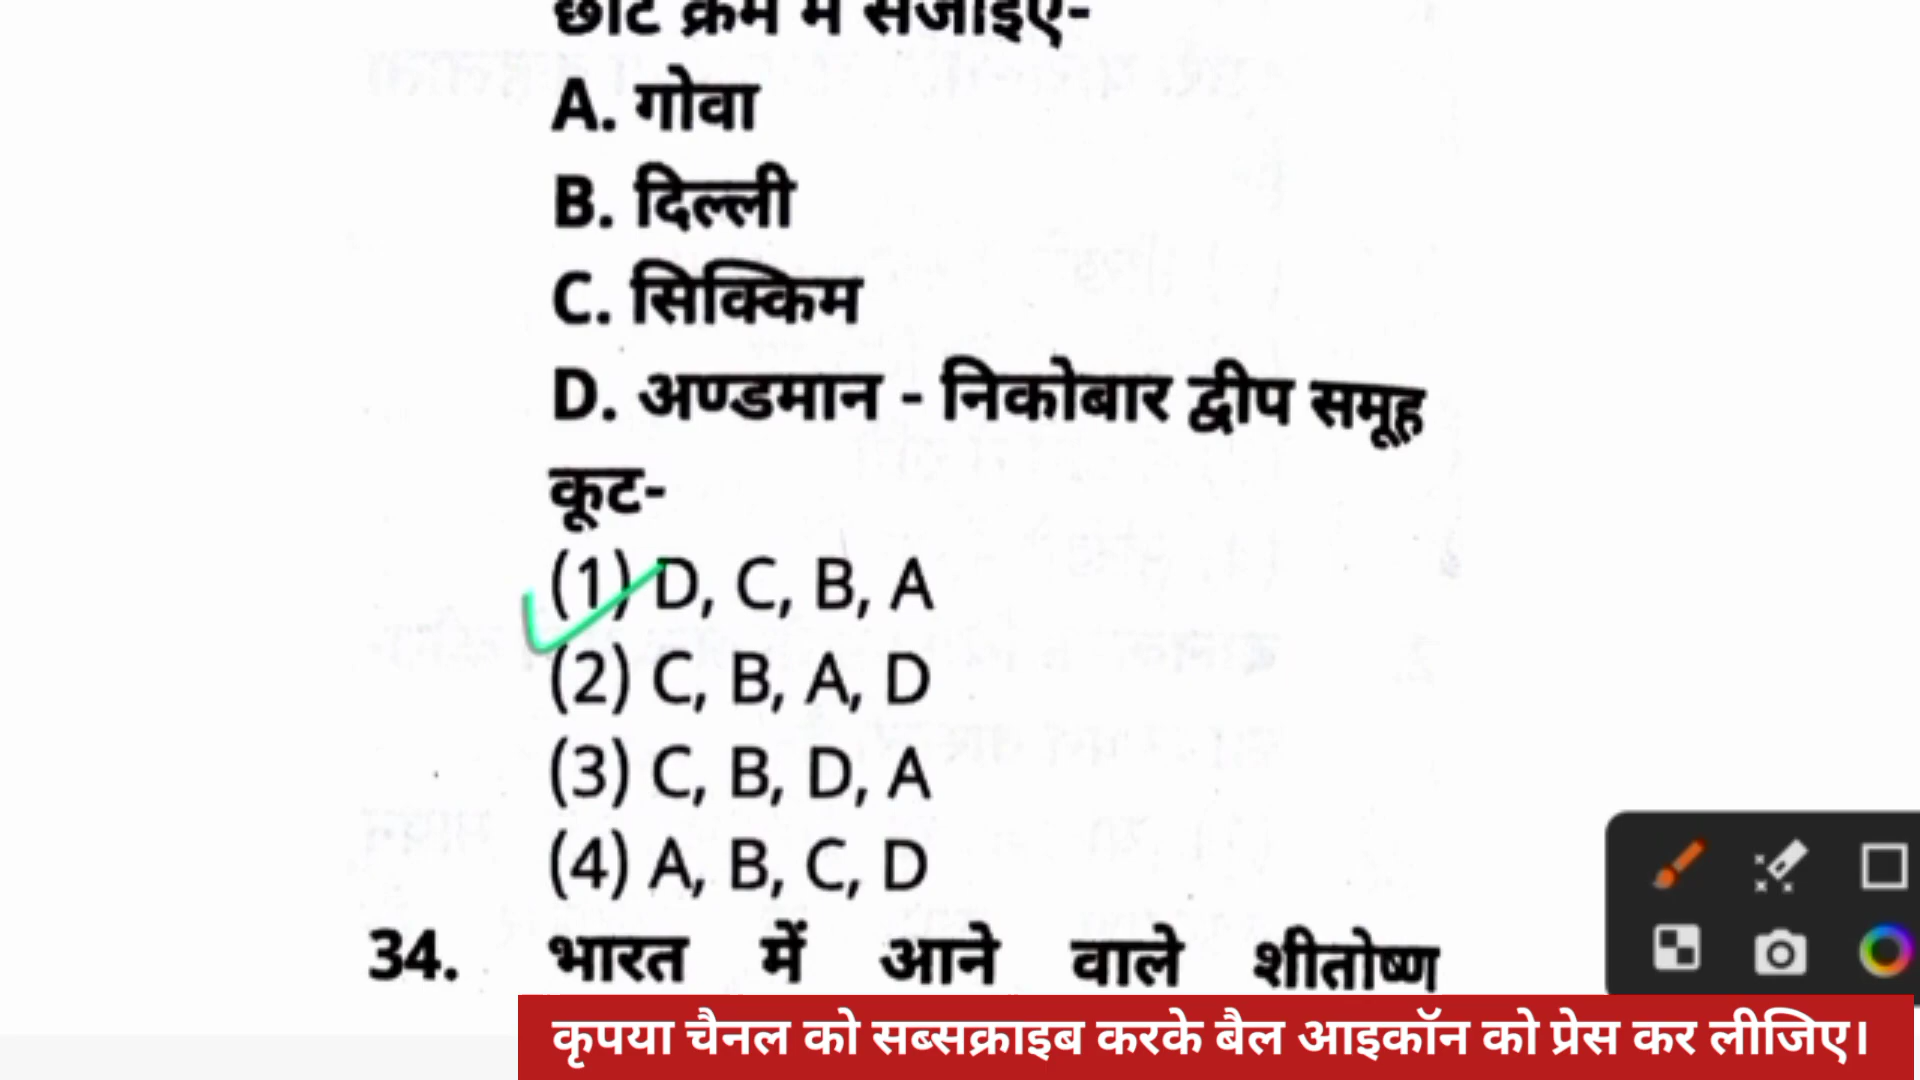 छोटे क्रम में सजाइए-
A. गोवा
B. दिल्ली
C. सिक्किम
D. अण्डमान - निकोबार द्वीप समूह
कूट-
(1) D, C, B, A
(2) C, B, A, D
(3) C, B, D, A
(4) A, B, C, D
34. भारत में आने वाले शीतोष्ण
कृपया चैनल को सब्सक्राइब करके बैल आइकॉन को प्रेस कर लीजिए।